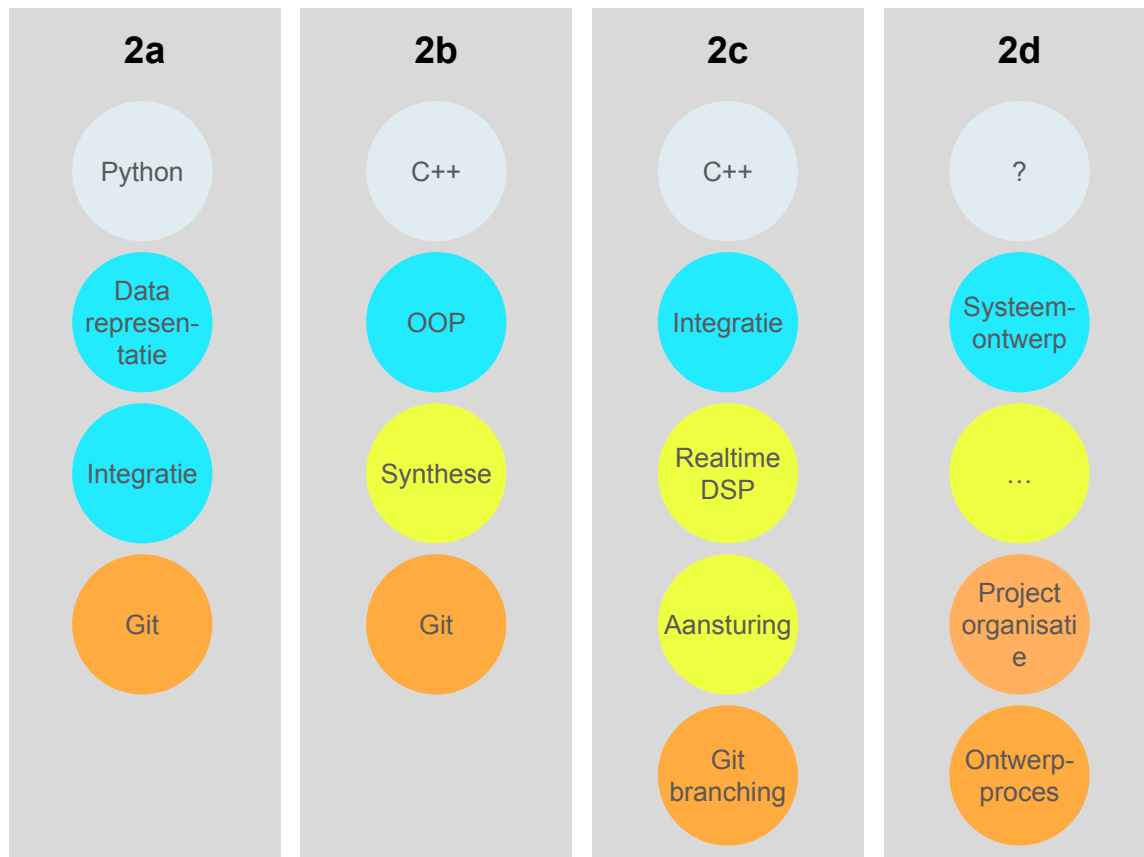 2a
Python
Data
represen-
tatie
Integratie
Git
2b
C++
OOP
Synthese
Git
2c
C++
Integratie
Realtime
DSP
Aansturing
Git
branching
2d
?
Systeem-
ontwerp
…
Project
organisati
e
Ontwerp-
proces